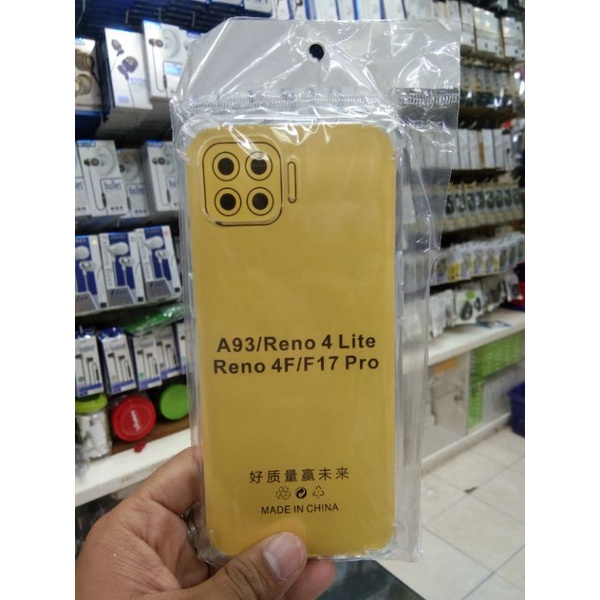 A93/Reno 4 Lite
Reno 4F/F17 Pro
好质量赢未来
MADE IN CHINA